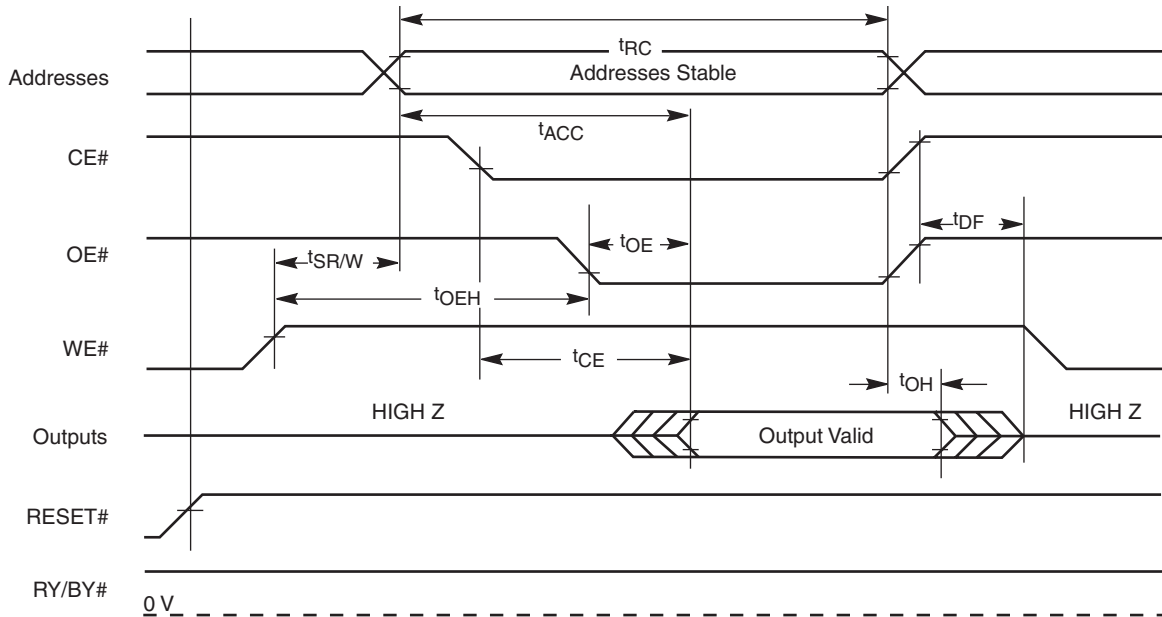 tRC
Addresses
Addresses Stable
tACC
CE#
tDF
OE#
tOE
tSR/W
tOEH
WE#
tCE
tOH
HIGH Z
HIGH Z
Outputs
Output Valid
RESET#
RY/BY#
0 V